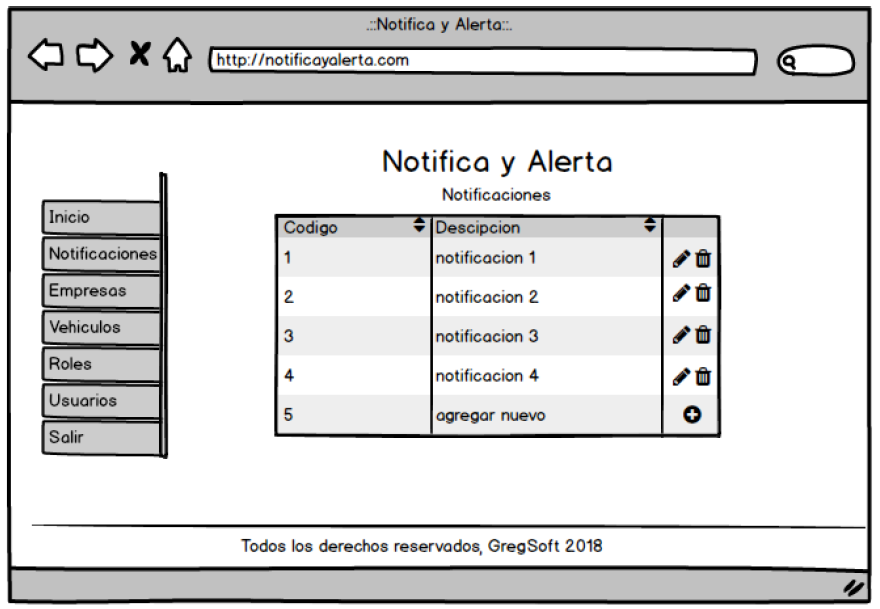 .::Notifica y Alerta::.
http://notificayalerta.com
Notifica y Alerta
Notificaciones
Inicio
Notificaciones
Empresas
Vehiculos
Roles
Usuarios
Salir
Codigo Descipcion
1 notificacion 1
2 notificacion 2
3 notificacion 3
4 notificacion 4
5 agregar nuevo
Todos los derechos reservados, GregSoft 2018